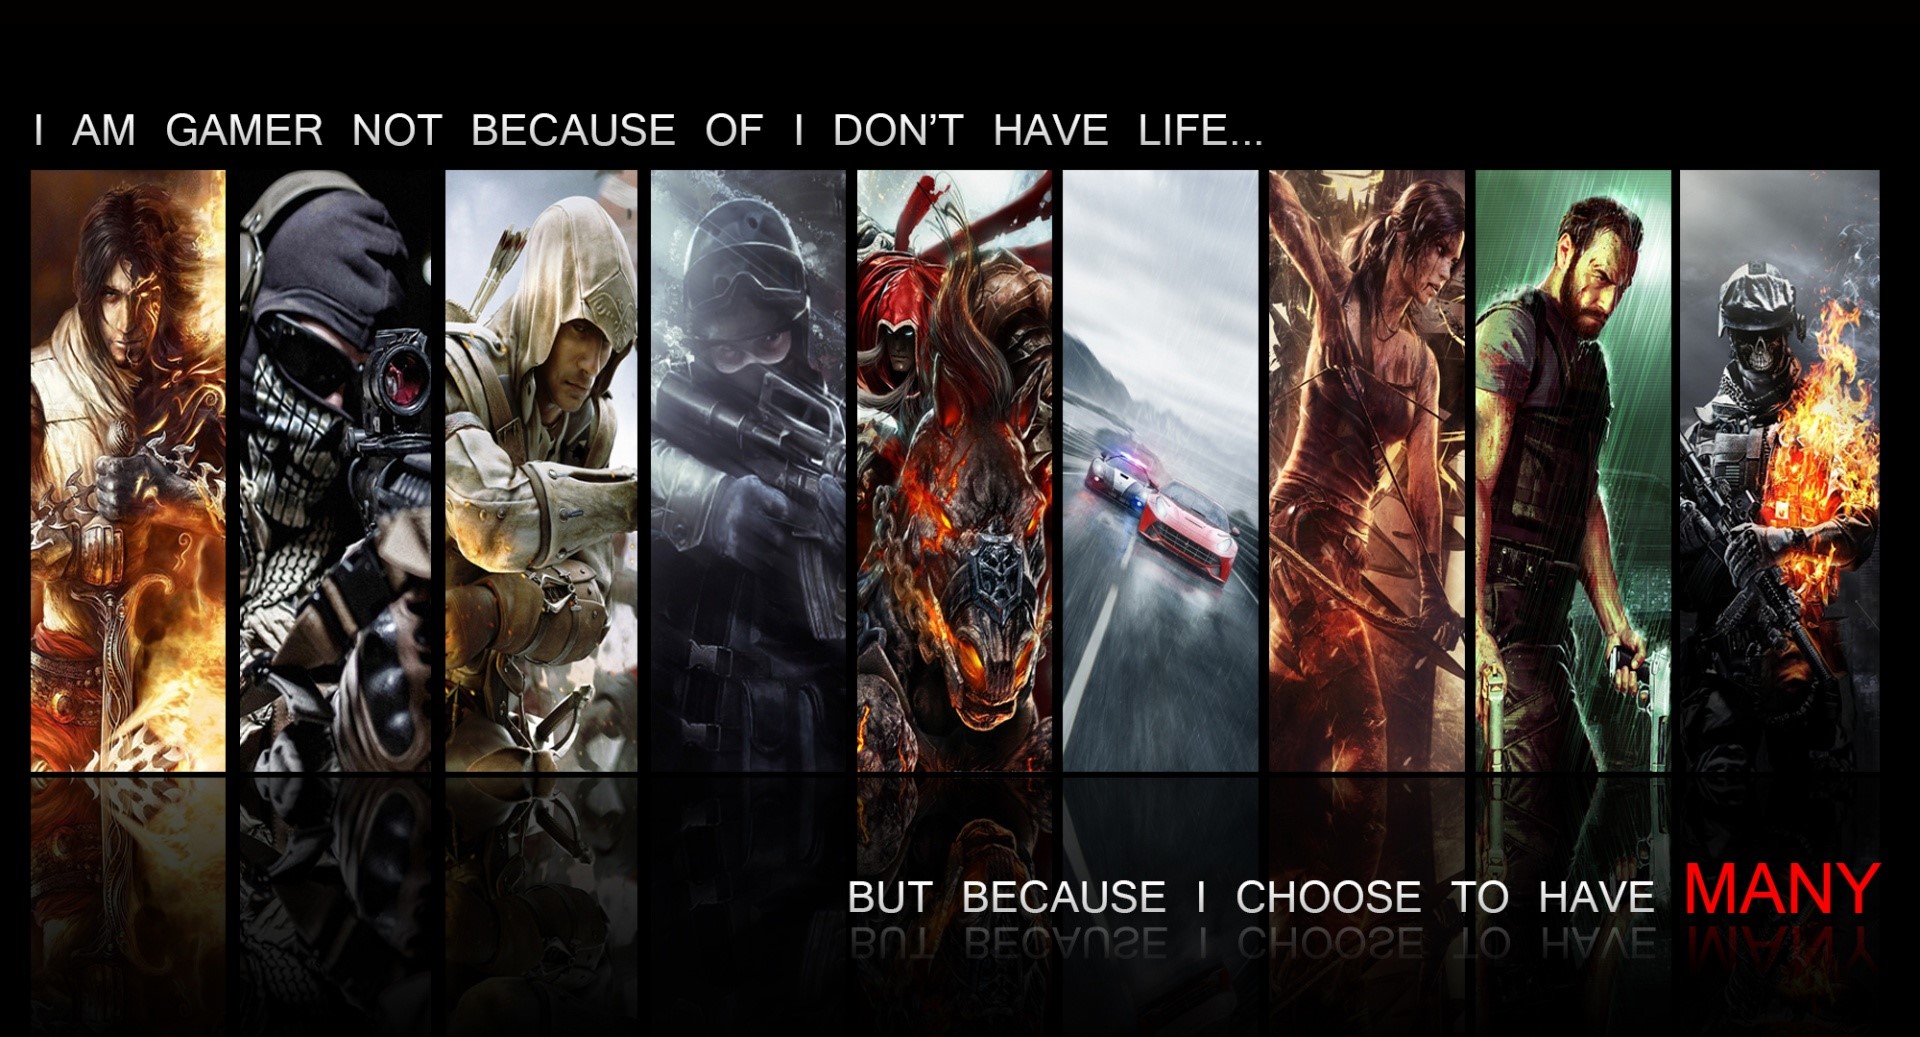 I AM GAMER NOT BECAUSE OF I DON'T HAVE LIFE...
BUT BECAUSE I CHOOSE TO HAVE MANY